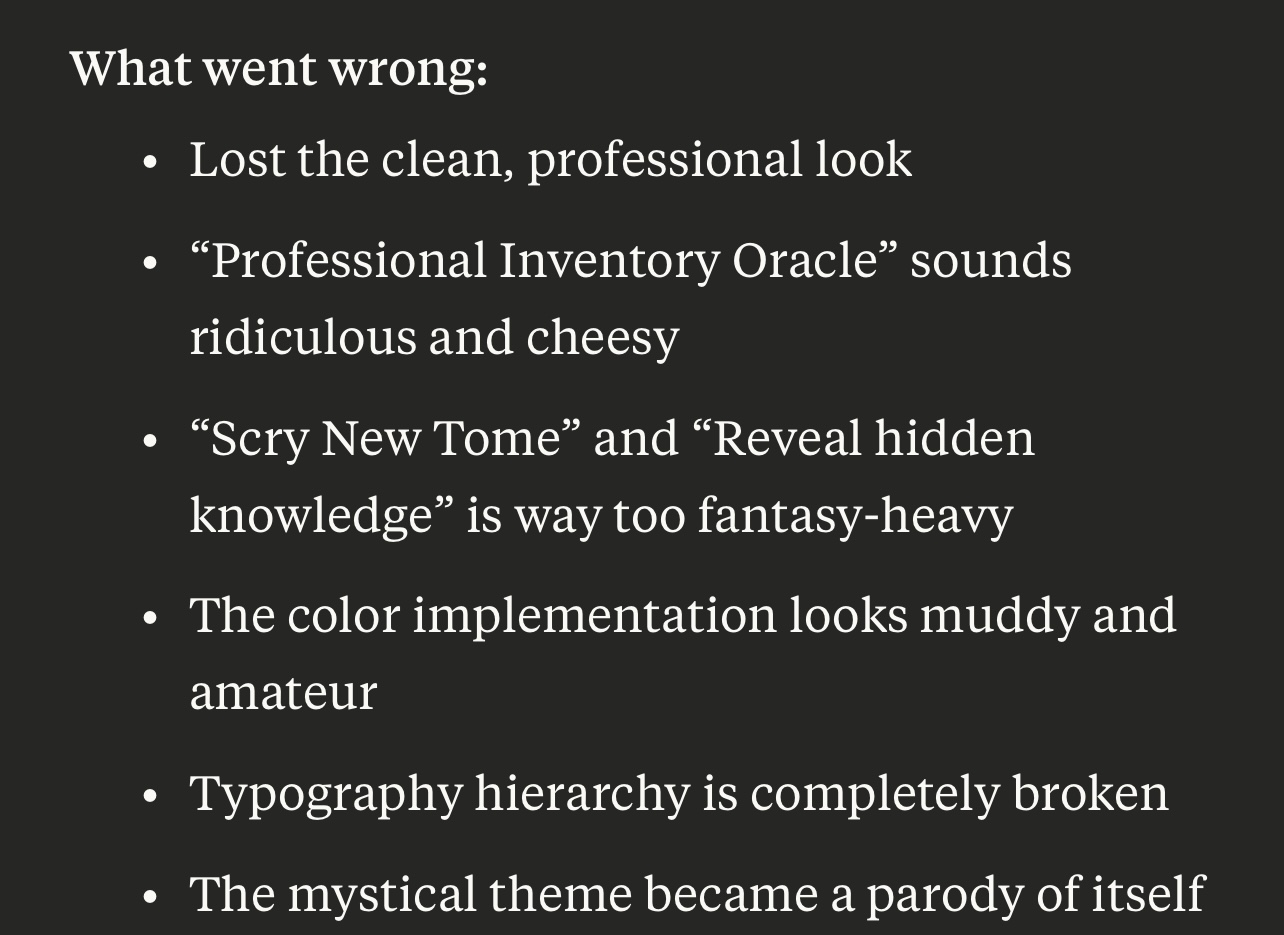 What went wrong:
• Lost the clean, professional look
• “Professional Inventory Oracle” sounds
ridiculous and cheesy
• “Scry New Tome” and “Reveal hidden
knowledge” is way too fantasy-heavy
• The color implementation looks muddy and
amateur
• Typography hierarchy is completely broken
• The mystical theme became a parody of itself